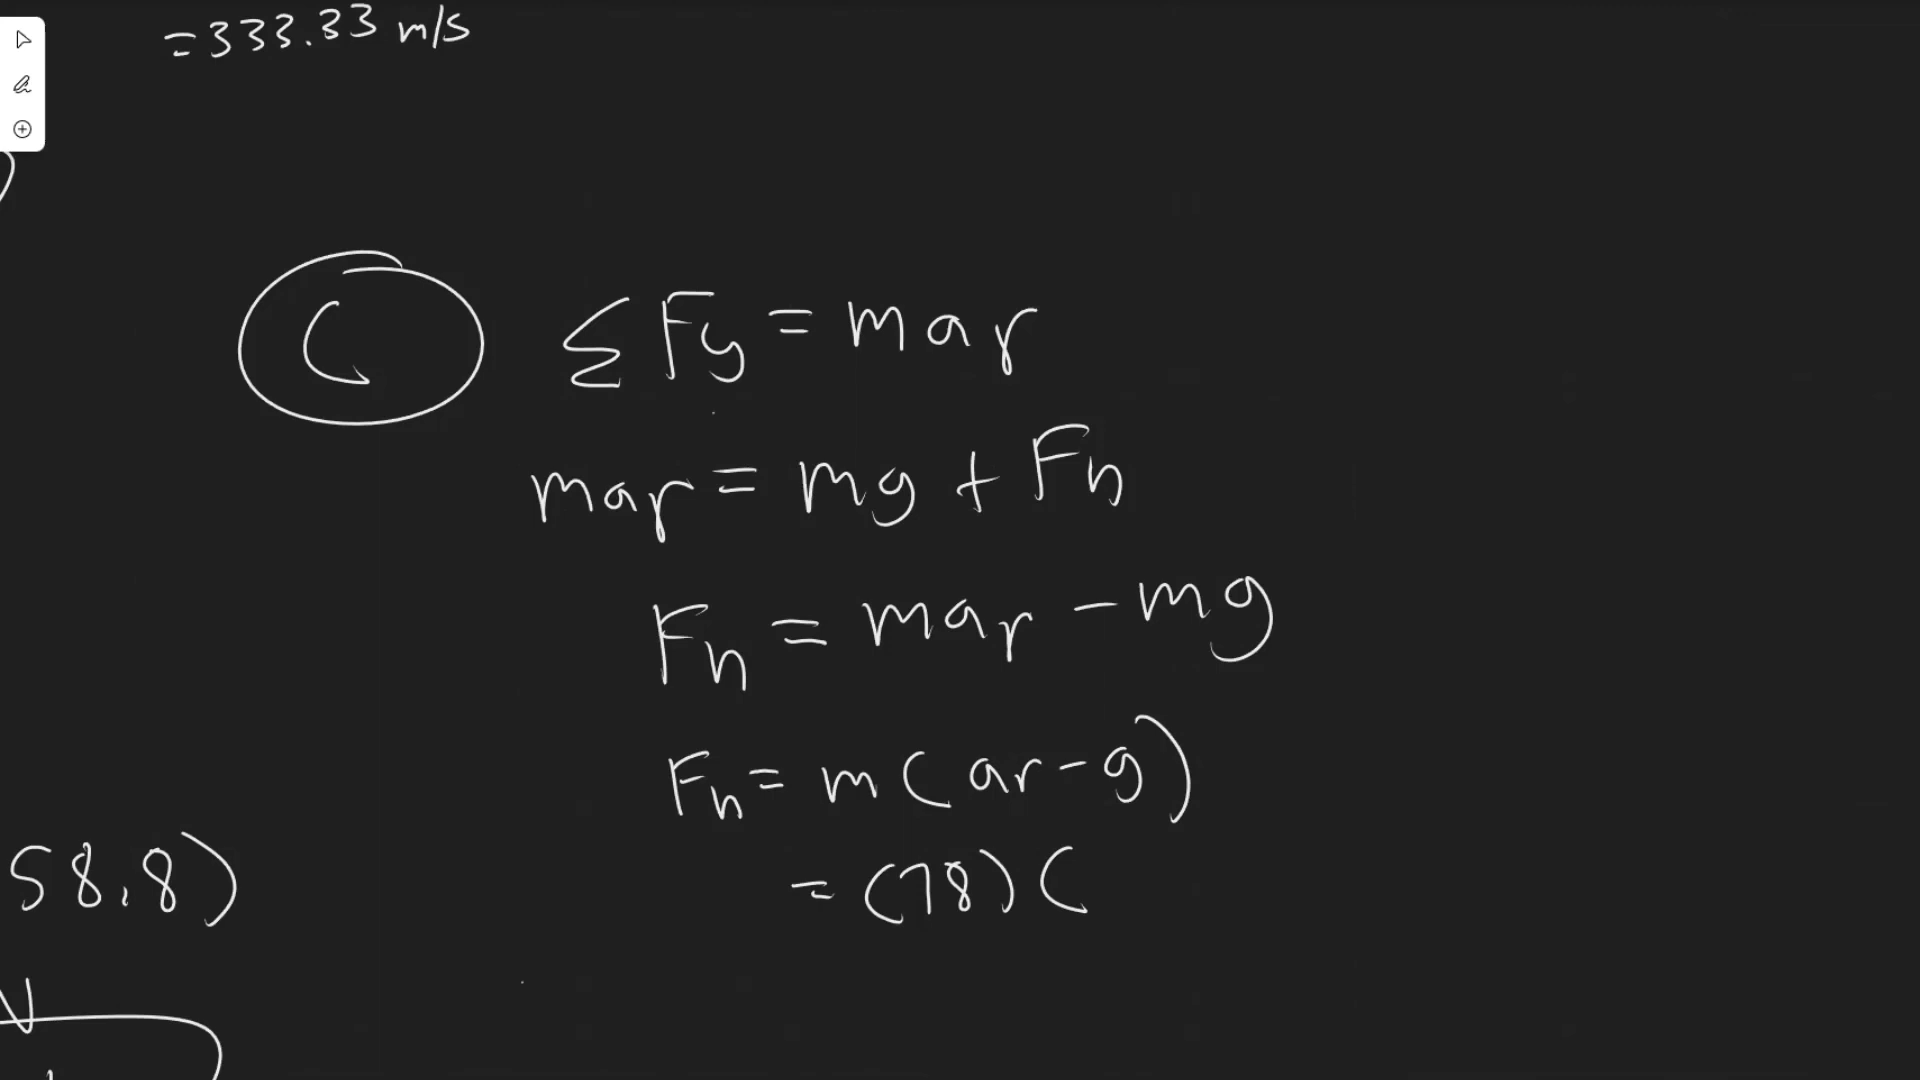 =333.33 m/s
C
ΣFy = mar
mar = mg + Fn
Fn = mar - mg
Fn = m(ar-g)
= (78)(
58.8)
N